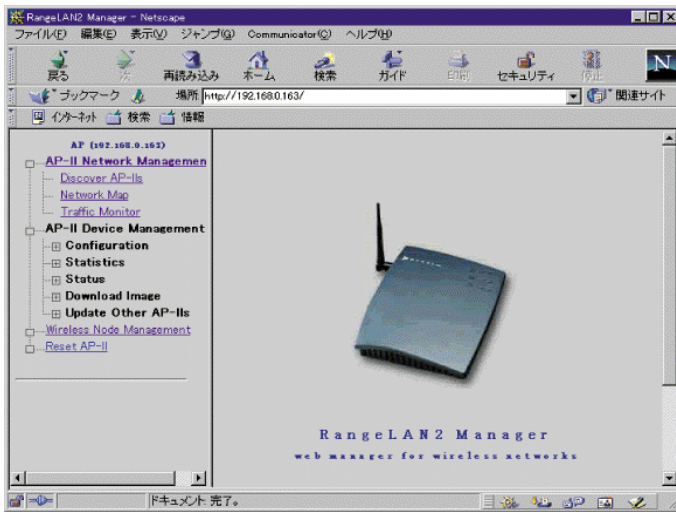 RangeLAN2 Manager - Netscape
ファイル(F) 編集(E) 表示(V) ジャンプ(G) Communicator(C) ヘルプ(H)
戻る 次 再読み込み ホーム 検索 ガイド 印刷 セキュリティ 停止 N
ブックマーク 場所 http://192.168.0.163/ 関連サイト
インターネット 検索 情報
AP (192.168.0.163)
AP-II Network Managemen
Discover AP-IIs
Network Map
Traffic Monitor
AP-II Device Management
Configuration
Statistics
Status
Download Image
Update Other AP-IIs
Wireless Node Management
Reset AP-II
RangeLAN2 Manager
web manager for wireless networks
ドキュメント: 完了。